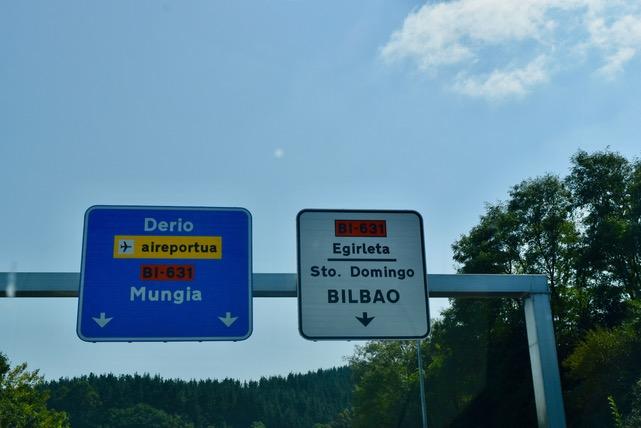 Derio
aireportua
BI-631
Mungia
BI-631
Egirleta
Sto. Domingo
BILBAO